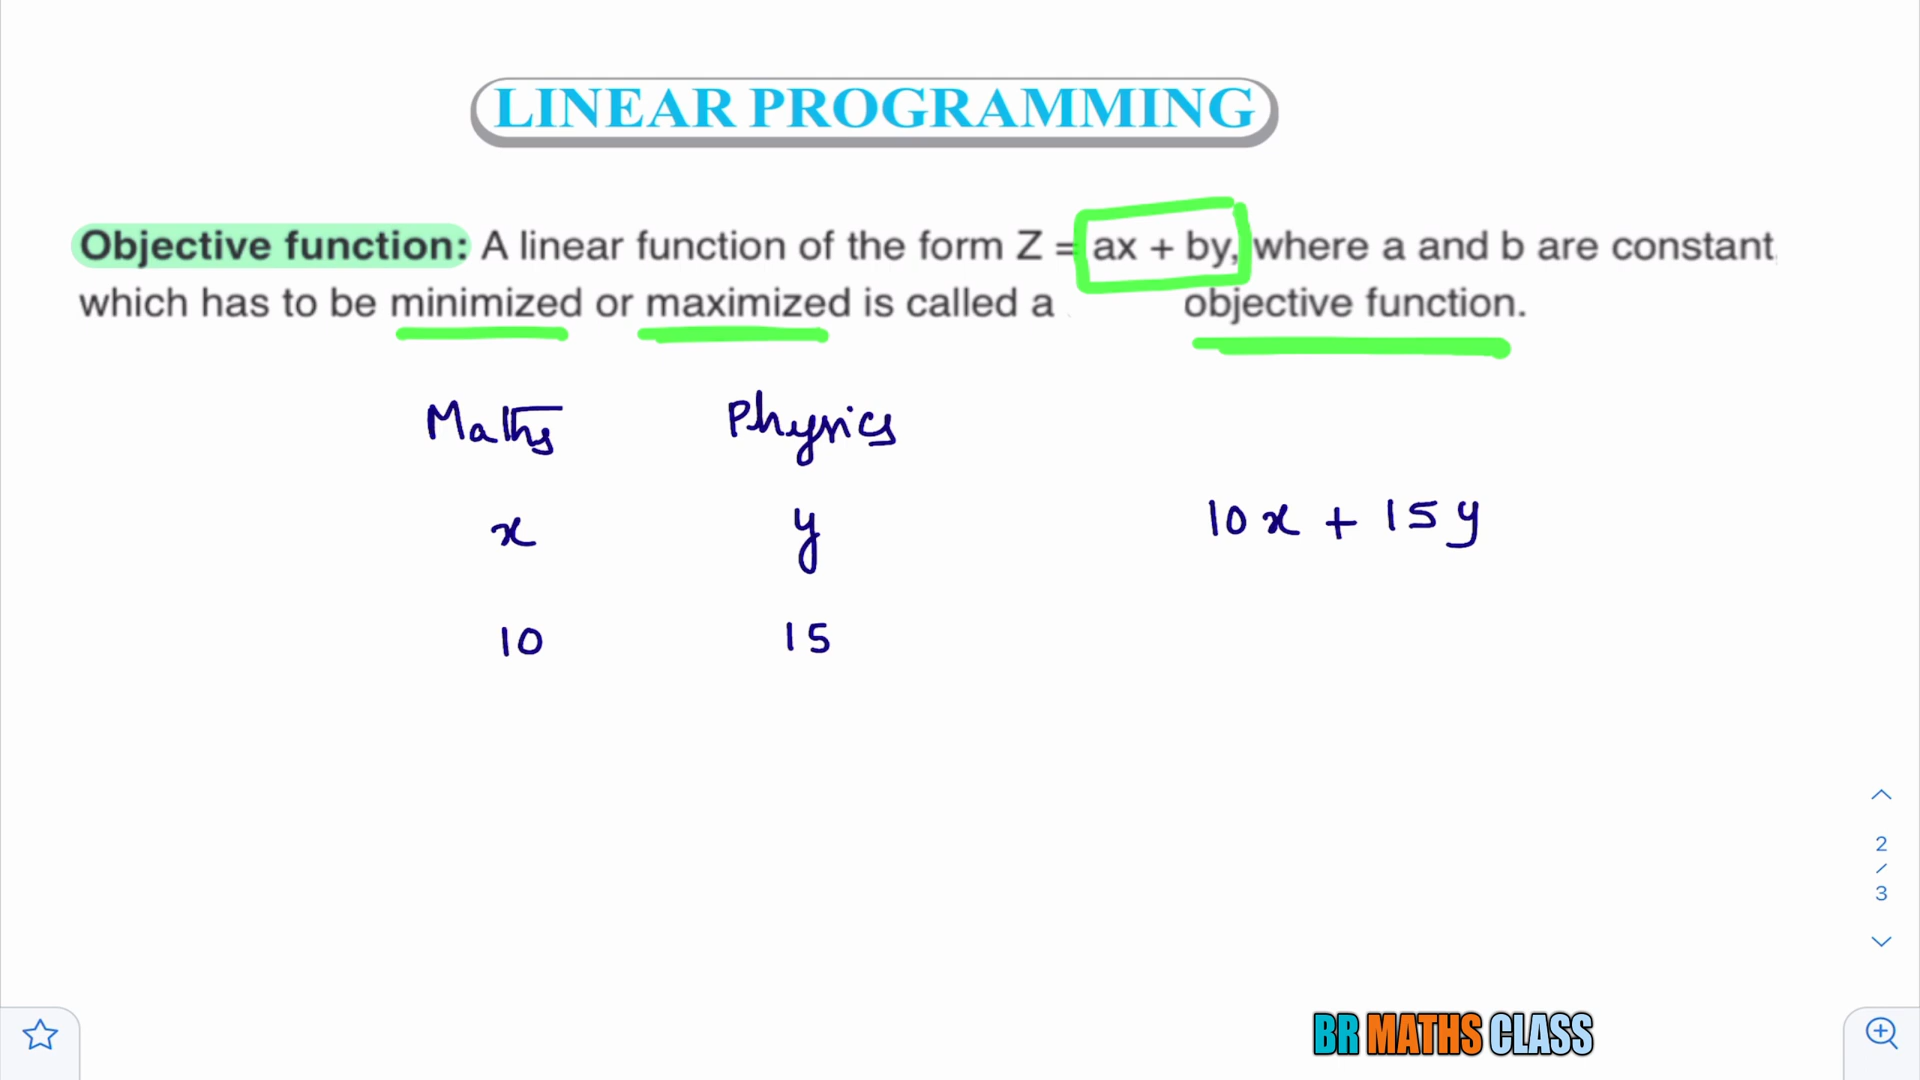 LINEAR PROGRAMMING
Objective function: A linear function of the form Z = ax + by, where a and b are constant
which has to be minimized or maximized is called a objective function.
Maths Physics
x y 10x + 15y
10 15
2
/
3
BR MATHS CLASS